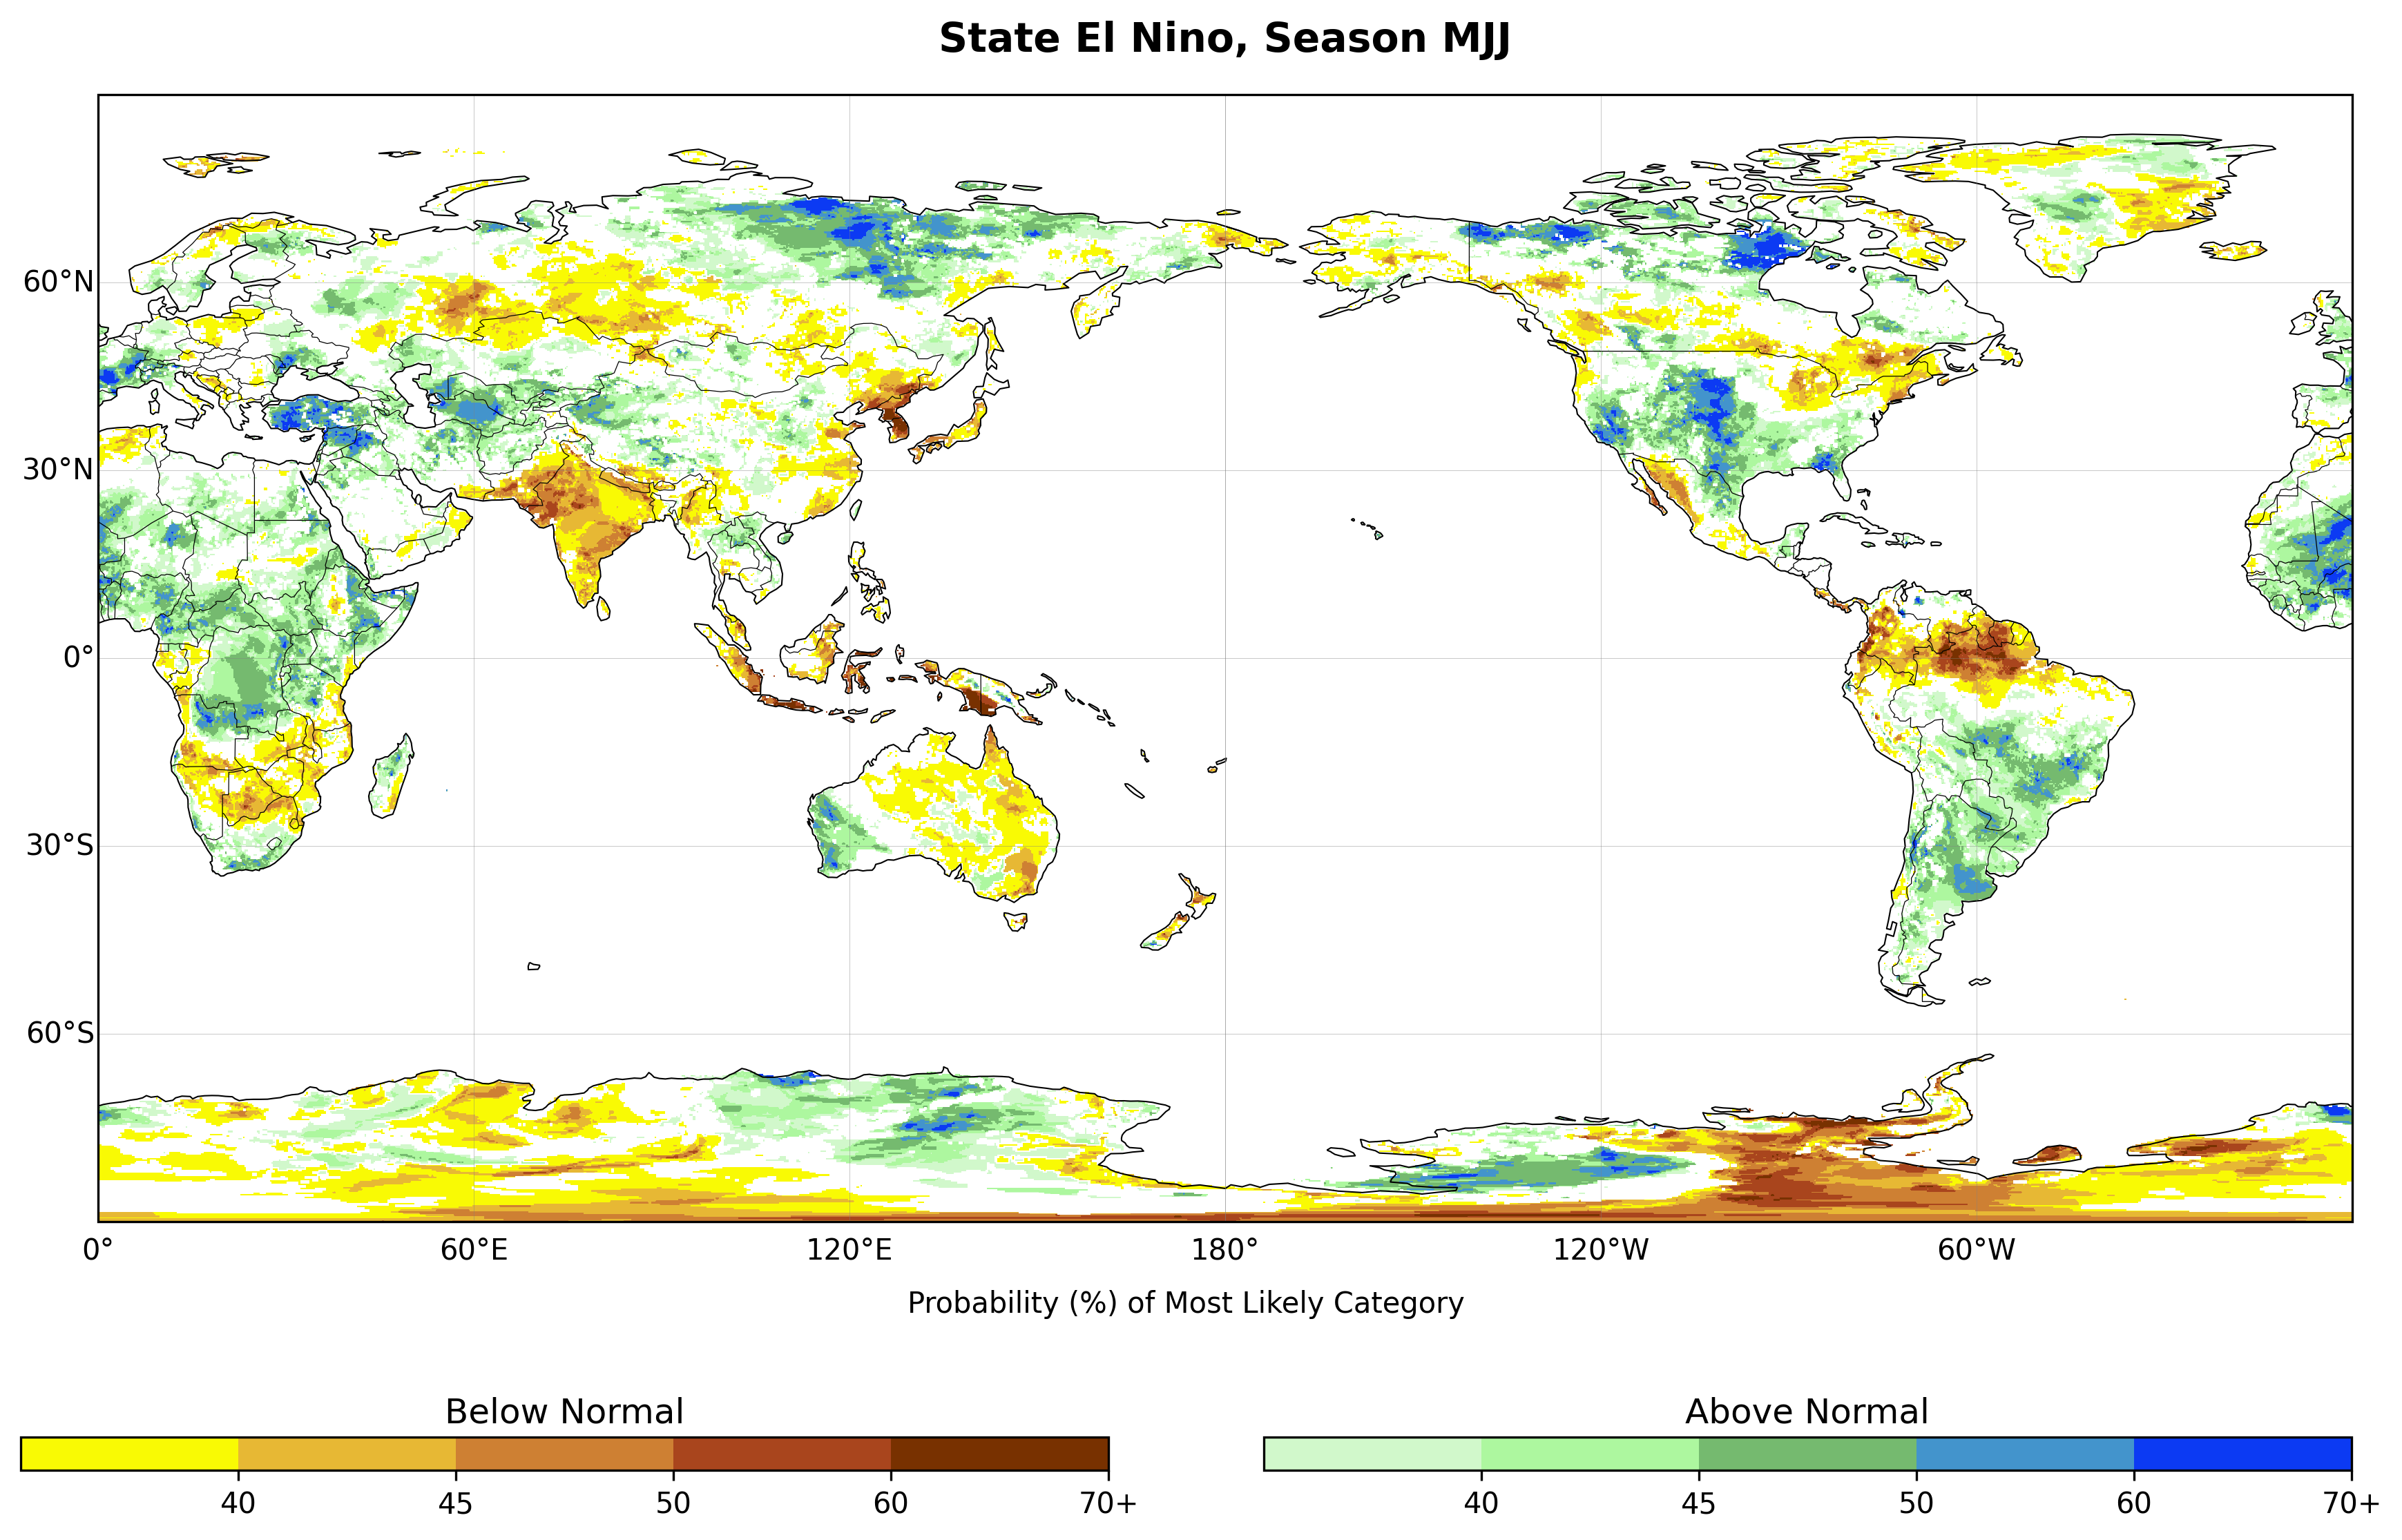 State El Nino, Season MJJ
60°N
30°N
0°
30°S
60°S
0° 60°E 120°E 180° 120°W 60°W
Probability (%) of Most Likely Category
Below Normal Above Normal
40 45 50 60 70+ 40 45 50 60 70+